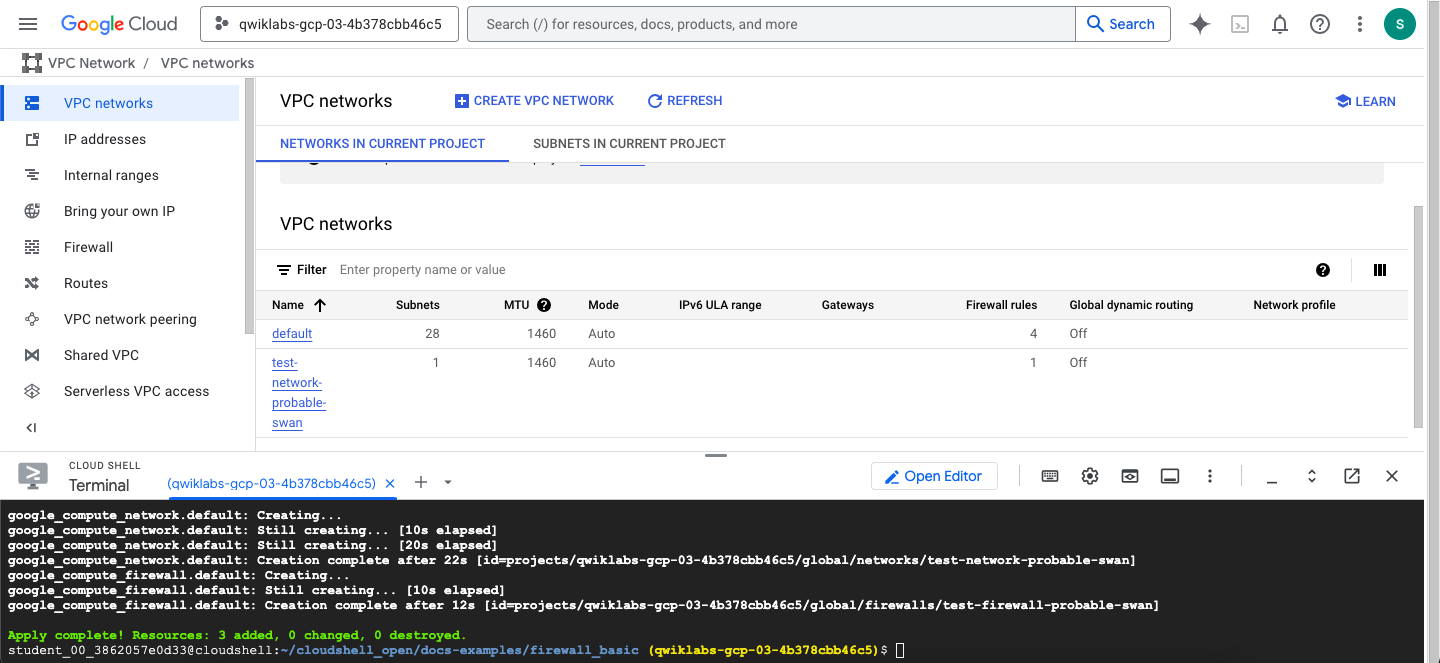 Google Cloud
qwiklabs-gcp-03-4b378cbb46c5
Search (/) for resources, docs, products, and more
Search
S
VPC Network / VPC networks
VPC networks
IP addresses
Internal ranges
Bring your own IP
Firewall
Routes
VPC network peering
Shared VPC
Serverless VPC access
VPC networks
CREATE VPC NETWORK
REFRESH
LEARN
NETWORKS IN CURRENT PROJECT
SUBNETS IN CURRENT PROJECT
VPC networks
Filter Enter property name or value
Name Subnets MTU Mode IPv6 ULA range Gateways Firewall rules Global dynamic routing Network profile
default 28 1460 Auto 4 Off
test- 1 1460 Auto 1 Off
network-
probable-
swan
CLOUD SHELL
Terminal
(qwiklabs-gcp-03-4b378cbb46c5)
Open Editor
google_compute_network.default: Creating...
google_compute_network.default: Still creating... [10s elapsed]
google_compute_network.default: Still creating... [20s elapsed]
google_compute_network.default: Creation complete after 22s [id=projects/qwiklabs-gcp-03-4b378cbb46c5/global/networks/test-network-probable-swan]
google_compute_firewall.default: Creating...
google_compute_firewall.default: Still creating... [10s elapsed]
google_compute_firewall.default: Creation complete after 12s [id=projects/qwiklabs-gcp-03-4b378cbb46c5/global/firewalls/test-firewall-probable-swan]
Apply complete! Resources: 3 added, 0 changed, 0 destroyed.
student_00_3862057e0d33@cloudshell:~/cloudshell_open/docs-examples/firewall_basic (qwiklabs-gcp-03-4b378cbb46c5)$